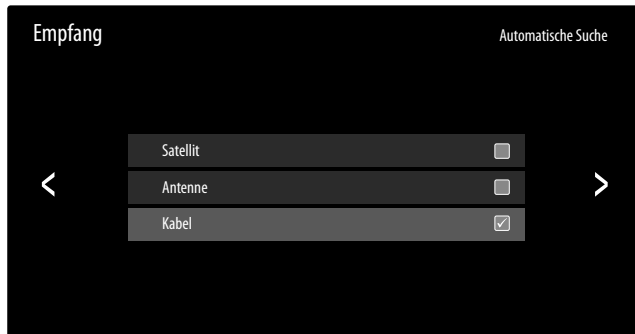 Empfang
Automatische Suche
Satellit
Antenne
Kabel